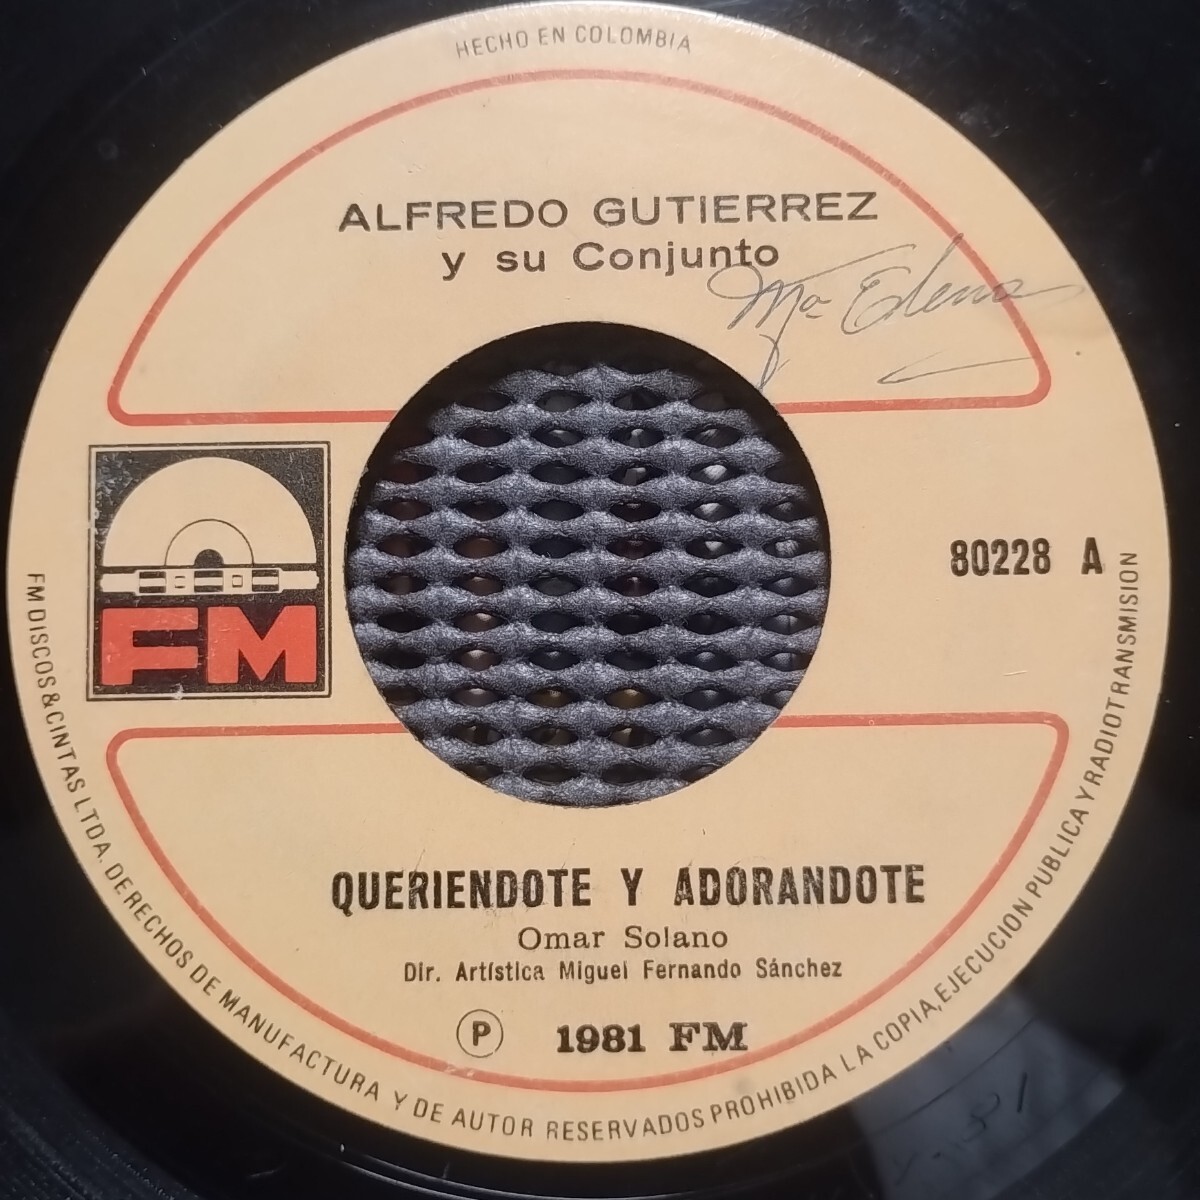 HECHO EN COLOMBIA
ALFREDO GUTIERREZ
y su Conjunto
Mª Elena
80228 A
FM
QUERIENDOTE Y ADORANDOTE
Omar Solano
Dir. Artística Miguel Fernando Sánchez
Ⓟ 1981 FM
FM DISCOS & CINTAS LTDA. DERECHOS DE MANUFACTURA Y DE AUTOR RESERVADOS PROHIBIDA LA COPIA, EJECUCION PUBLICA Y RADIOTRANSMISION